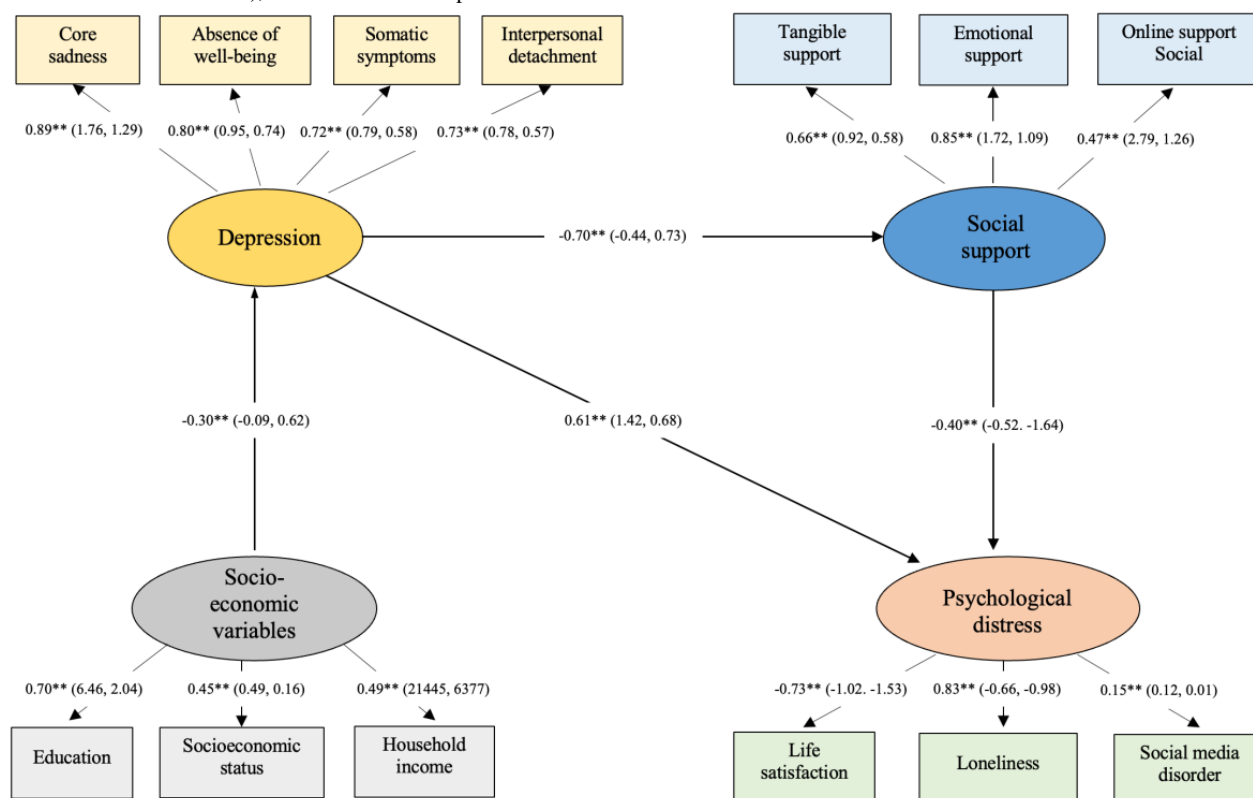 Core
sadness
Absence of
well-being
Somatic
symptoms
Interpersonal
detachment
Tangible
support
Emotional
support
Online support
Social
0.89** (1.76, 1.29)
0.80** (0.95, 0.74)
0.72** (0.79, 0.58)
0.73** (0.78, 0.57)
0.66** (0.92, 0.58)
0.85** (1.72, 1.09)
0.47** (2.79, 1.26)
Depression
-0.70** (-0.44, 0.73)
Social
support
-0.30** (-0.09, 0.62)
0.61** (1.42, 0.68)
-0.40** (-0.52. -1.64)
Socio-
economic
variables
Psychological
distress
0.70** (6.46, 2.04)
0.45** (0.49, 0.16)
0.49** (21445, 6377)
-0.73** (-1.02. -1.53)
0.83** (-0.66, -0.98)
0.15** (0.12, 0.01)
Education
Socioeconomic
status
Household
income
Life
satisfaction
Loneliness
Social media
disorder